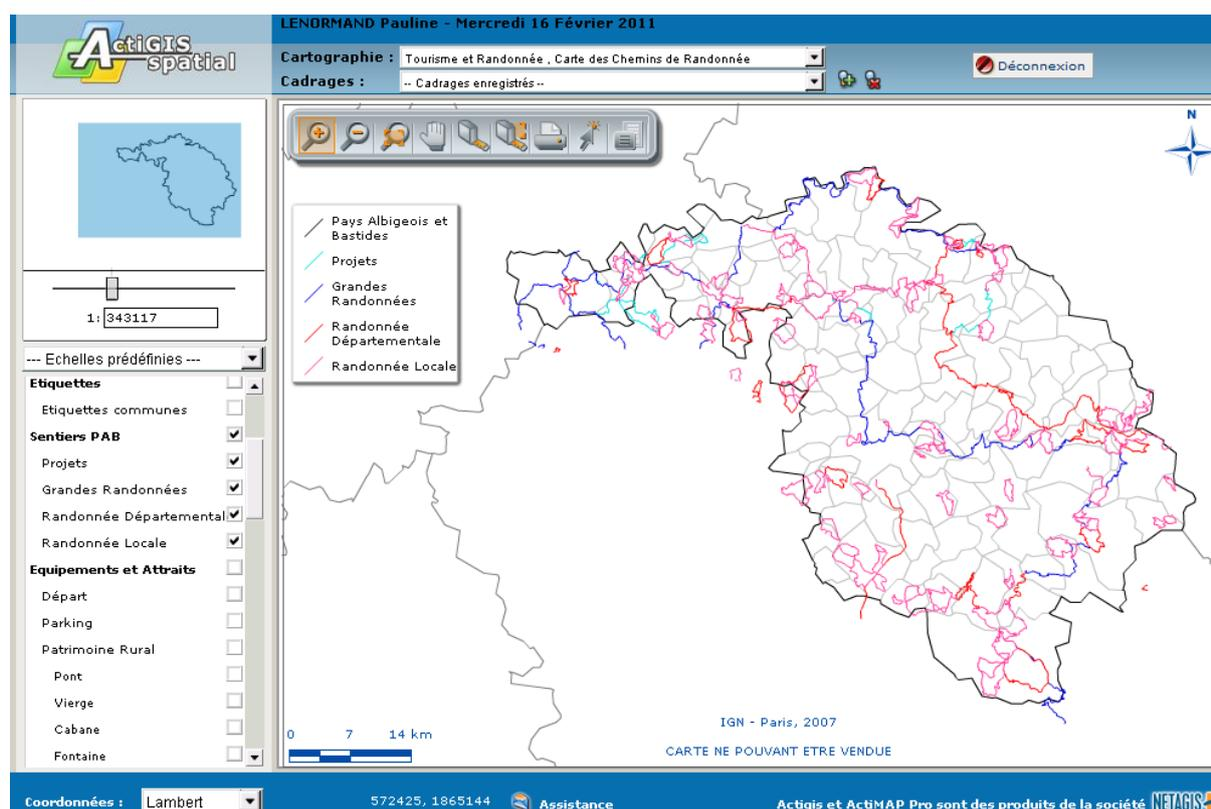 ActiGIS
spatial
LENORMAND Pauline - Mercredi 16 Février 2011
Cartographie : Tourisme et Randonnée , Carte des Chemins de Randonnée
Cadrages : -- Cadrages enregistrés --
Déconnexion
1: 343117
--- Echelles prédéfinies ---
Etiquettes
Etiquettes communes
Sentiers PAB
Projets
Grandes Randonnées
Randonnée Départemental
Randonnée Locale
Equipements et Attraits
Départ
Parking
Patrimoine Rural
Pont
Vierge
Cabane
Fontaine
N
Pays Albigeois et
Bastides
Projets
Grandes
Randonnées
Randonnée
Départementale
Randonnée Locale
0 7 14 km
IGN - Paris, 2007
CARTE NE POUVANT ETRE VENDUE
Coordonnées : Lambert
572425, 1865144
Assistance
Actigis et ActiMAP Pro sont des produits de la société NETAGIS